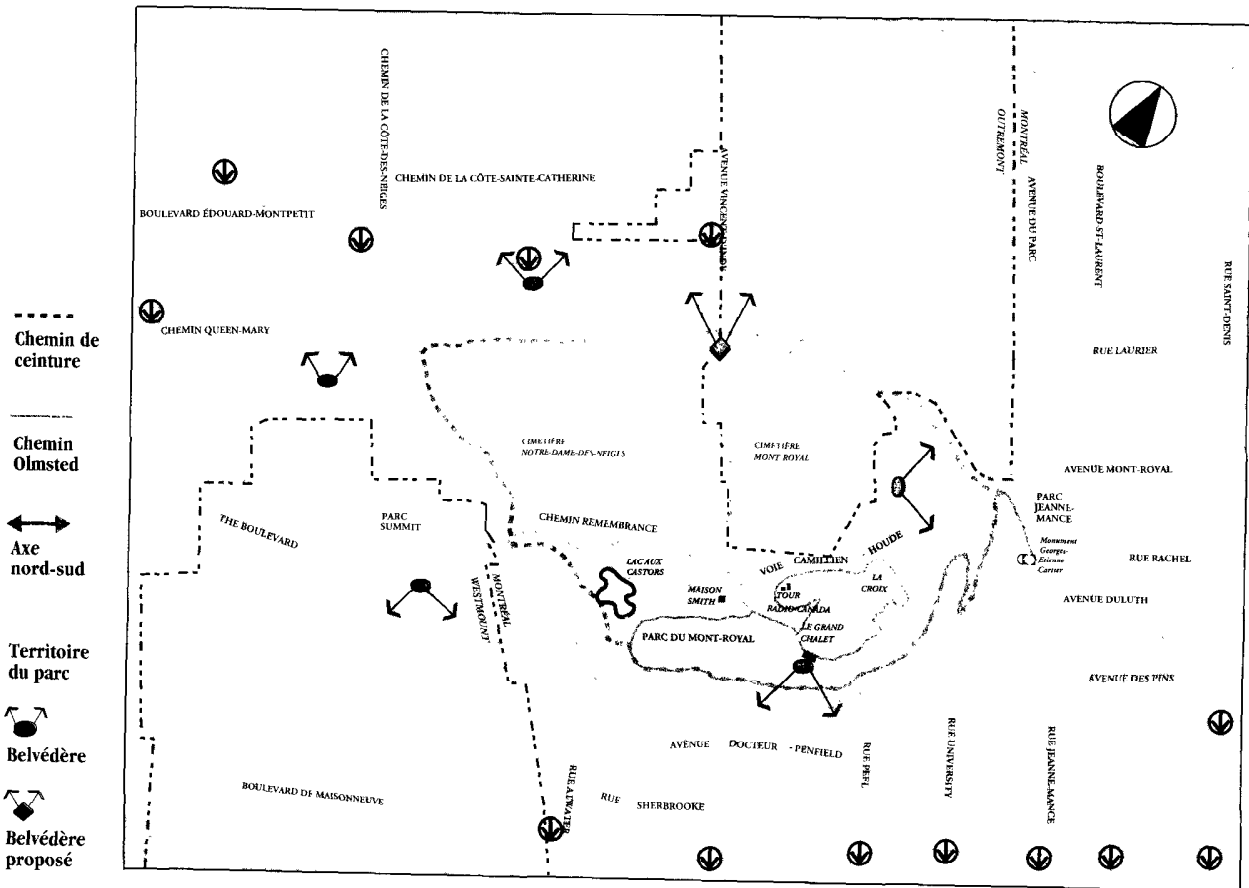 CHEMIN DE LA CÔTE-DES-NEIGES
CHEMIN DE LA CÔTE-SAINTE-CATHERINE
BOULEVARD ÉDOUARD-MONTPETIT
CHEMIN QUEEN-MARY
AVENUE VINCENT-D'INDY
OUTREMONT
MONTRÉAL
AVENUE DU PARC
BOULEVARD-ST-LAURENT
RUE SAINT-DENIS
RUE LAURIER
AVENUE MONT-ROYAL
PARC
JEANNE-
MANCE
Monument
Georges-
Etienne
Cartier
RUE RACHEL
AVENUE DULUTH
AVENUE DES PINS
CIMETIÈRE
NOTRE-DAME-DES-NEIGES
CIMETIÈRE
MONT ROYAL
THE BOULEVARD
PARC
SUMMIT
CHEMIN REMEMBRANCE
LAC AUX
CASTORS
MAISON
SMITH
VOIE CAMILLIEN HOUDE
TOUR
RADIO-CANADA
LA
CROIX
LE GRAND
CHALET
PARC DU MONT-ROYAL
MONTRÉAL
WESTMOUNT
AVENUE DOCTEUR - PENFIELD
RUE PEEL
RUE UNIVERSITY
RUE JEANNE-MANCE
BOULEVARD DE MAISONNEUVE
RUE ATWATER
RUE SHERBROOKE
Chemin de
ceinture
Chemin
Olmsted
Axe
nord-sud
Territoire
du parc
Belvédère
Belvédère
proposé